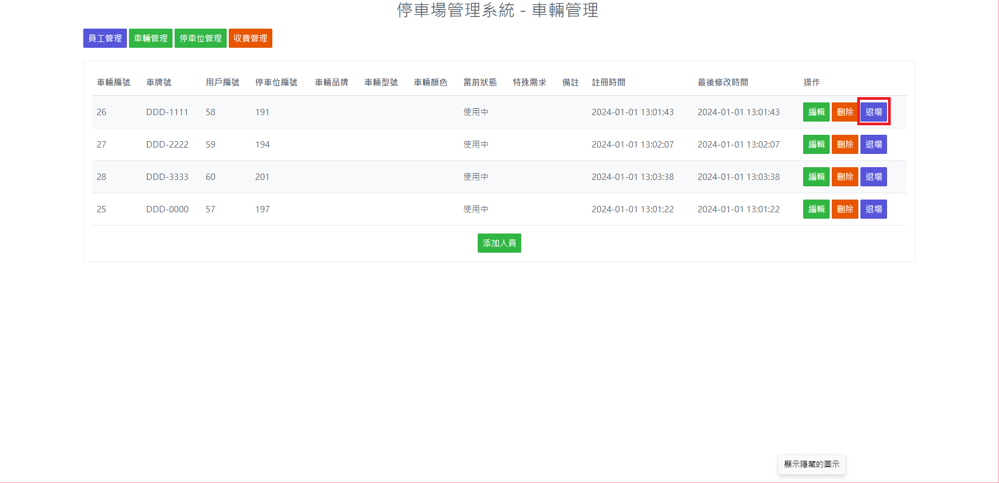 停車場管理系統 - 車輛管理
員工管理 車輛管理 停車位管理 收費管理
車輛編號 車牌號 用戶編號 停車位編號 車輛品牌 車輛型號 車輛顏色 當前狀態 特殊需求 備註 註冊時間 最後修改時間 操作
26 DDD-1111 58 191 使用中 2024-01-01 13:01:43 2024-01-01 13:01:43 編輯 刪除 退場
27 DDD-2222 59 194 使用中 2024-01-01 13:02:07 2024-01-01 13:02:07 編輯 刪除 退場
28 DDD-3333 60 201 使用中 2024-01-01 13:03:38 2024-01-01 13:03:38 編輯 刪除 退場
25 DDD-0000 57 197 使用中 2024-01-01 13:01:22 2024-01-01 13:01:22 編輯 刪除 退場
添加人員
顯示隱藏的圖示